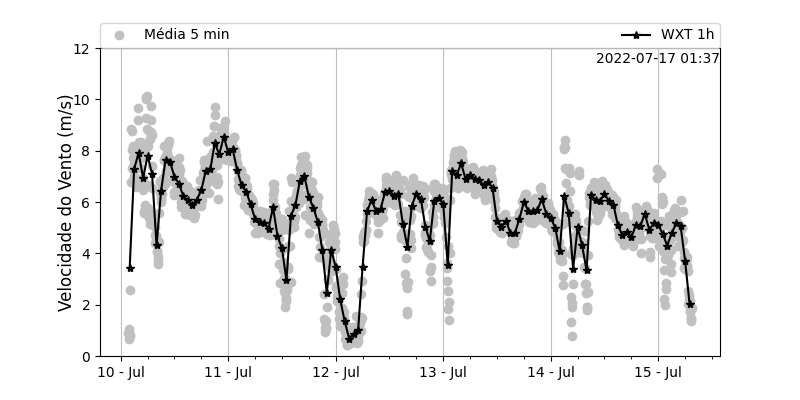 Média 5 min
WXT 1h
2022-07-17 01:37
Velocidade do Vento (m/s)
12
10
8
6
4
2
0
10 - Jul
11 - Jul
12 - Jul
13 - Jul
14 - Jul
15 - Jul